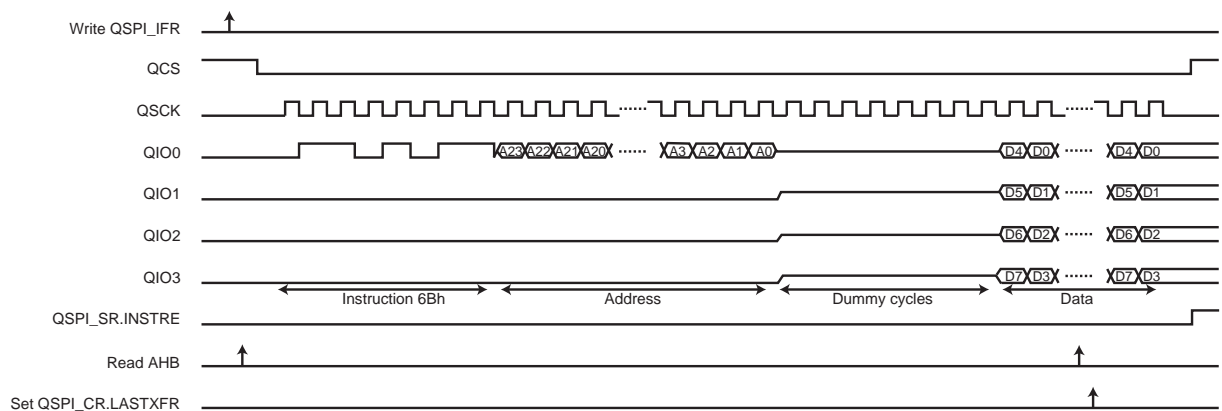 Write QSPI_IFR
QCS
QSCK
QIO0 A23 A22 A21 A20 ...... A3 A2 A1 A0 D4 D0 ...... D4 D0
QIO1 D5 D1 ...... D5 D1
QIO2 D6 D2 ...... D6 D2
QIO3 D7 D3 ...... D7 D3
Instruction 6Bh Address Dummy cycles Data
QSPI_SR.INSTRE
Read AHB
Set QSPI_CR.LASTXFR